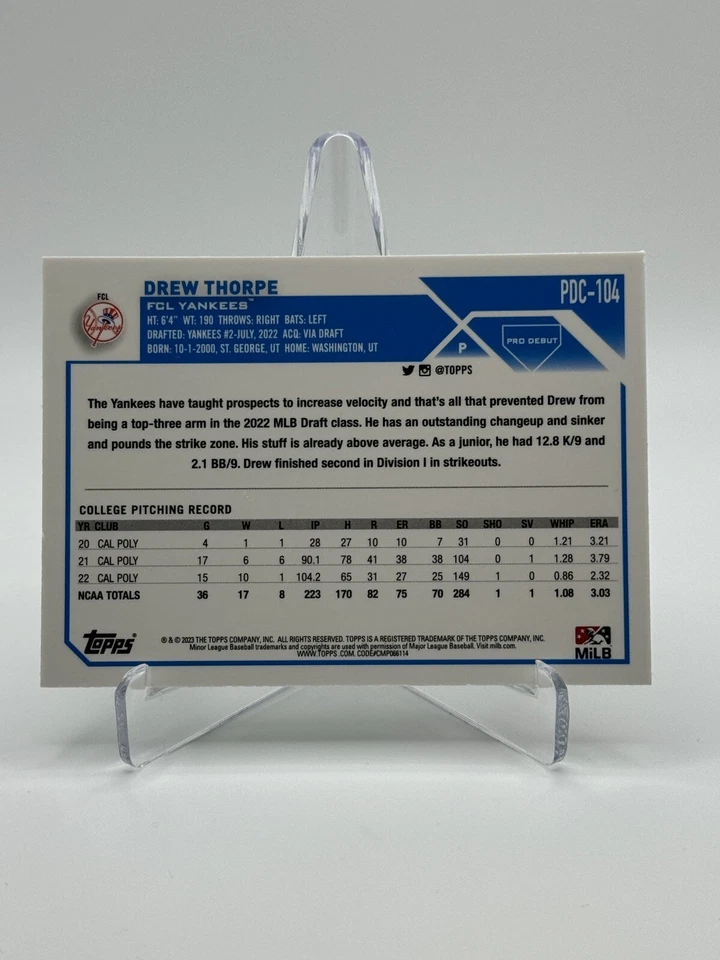 FCL
Yankees
DREW THORPE
FCL YANKEES™
HT: 6'4" WT: 190 THROWS: RIGHT BATS: LEFT
DRAFTED: YANKEES #2-JULY, 2022 ACQ: VIA DRAFT
BORN: 10-1-2000, ST. GEORGE, UT HOME: WASHINGTON, UT
PDC-104
P
PRO DEBUT
@TOPPS
The Yankees have taught prospects to increase velocity and that's all that prevented Drew from
being a top-three arm in the 2022 MLB Draft class. He has an outstanding changeup and sinker
and pounds the strike zone. His stuff is already above average. As a junior, he had 12.8 K/9 and
2.1 BB/9. Drew finished second in Division I in strikeouts.
COLLEGE PITCHING RECORD
YR CLUB G W L IP H R ER BB SO SHO SV WHIP ERA
20 CAL POLY 4 1 1 28 27 10 10 7 31 0 0 1.21 3.21
21 CAL POLY 17 6 6 90.1 78 41 38 38 104 0 1 1.28 3.79
22 CAL POLY 15 10 1 104.2 65 31 27 25 149 1 0 0.86 2.32
NCAA TOTALS 36 17 8 223 170 82 75 70 284 1 1 1.08 3.03
Topps®
® & © 2023 THE TOPPS COMPANY, INC. ALL RIGHTS RESERVED. TOPPS IS A REGISTERED TRADEMARK OF THE TOPPS COMPANY, INC.
Minor League Baseball trademarks and copyrights are used with permission of Major League Baseball. Visit milb.com.
WWW.TOPPS.COM. CODE#CMP066114
MiLB